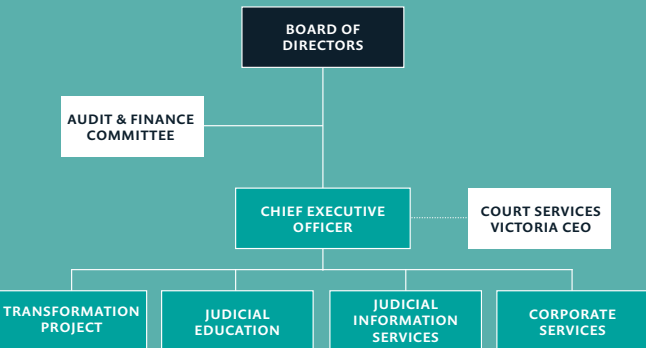 BOARD OF
DIRECTORS
AUDIT & FINANCE
COMMITTEE
CHIEF EXECUTIVE
OFFICER
COURT SERVICES
VICTORIA CEO
TRANSFORMATION
PROJECT
JUDICIAL
EDUCATION
JUDICIAL
INFORMATION
SERVICES
CORPORATE
SERVICES